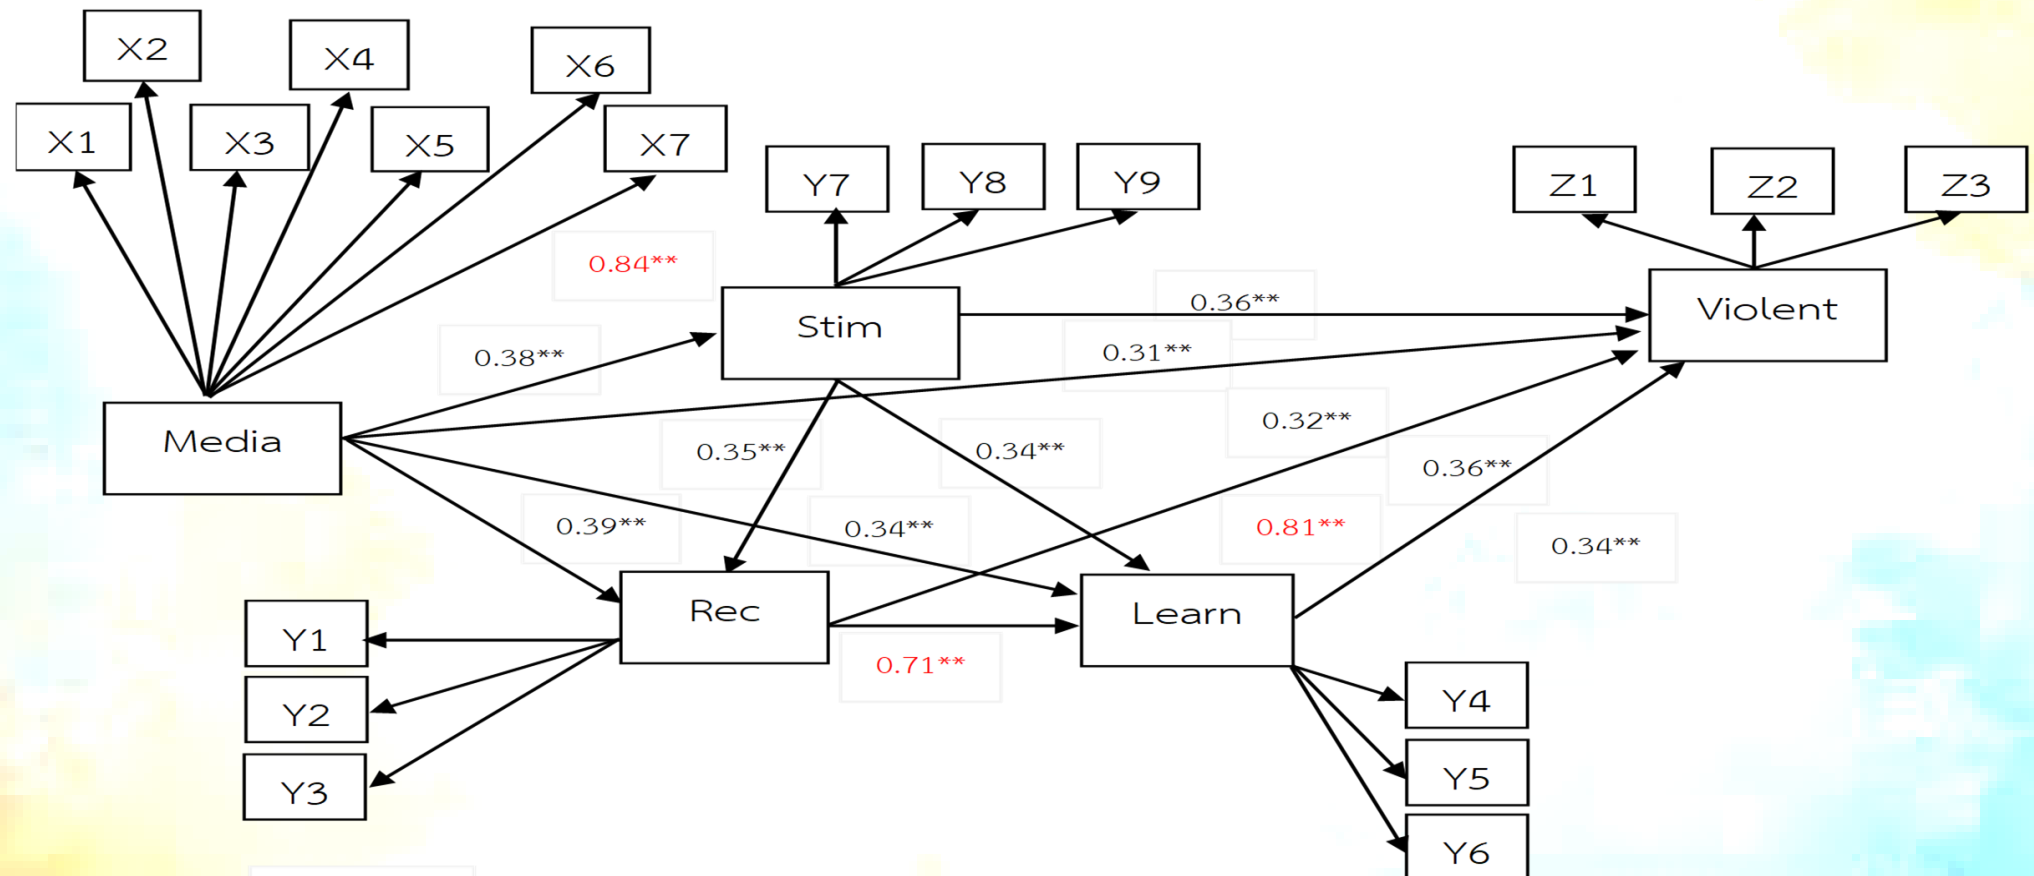 X2
X4
X6
X1
X3
X5
X7
Y7
Y8
Y9
Z1
Z2
Z3
0.84**
0.36**
Violent
Stim
0.38**
0.31**
Media
0.32**
0.35**
0.34**
0.36**
0.39**
0.34**
0.81**
0.34**
Rec
Learn
Y1
0.71**
Y2
Y4
Y3
Y5
Y6